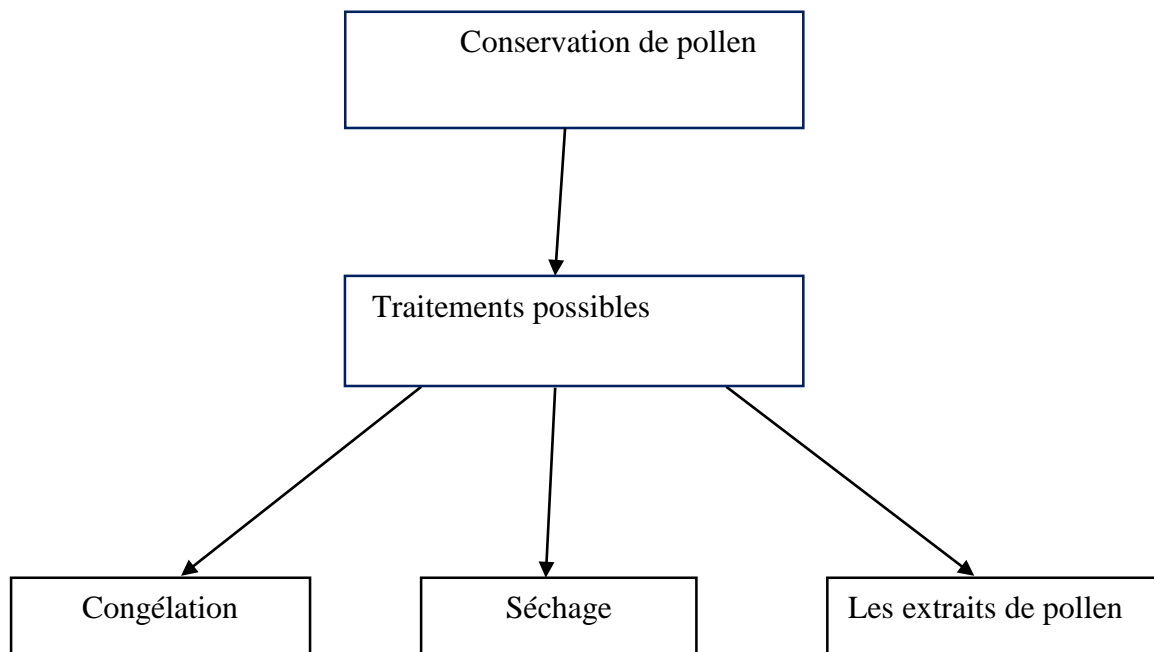 Conservation de pollen
Traitements possibles
Congélation
Séchage
Les extraits de pollen